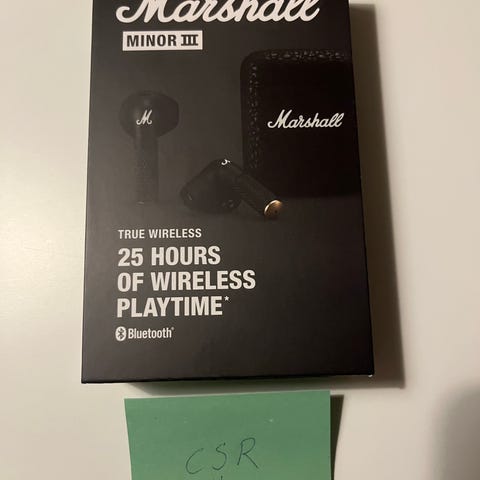 Marshall
MINOR III
M
Marshall
TRUE WIRELESS
25 HOURS
OF WIRELESS
PLAYTIME*
Bluetooth®
CSR